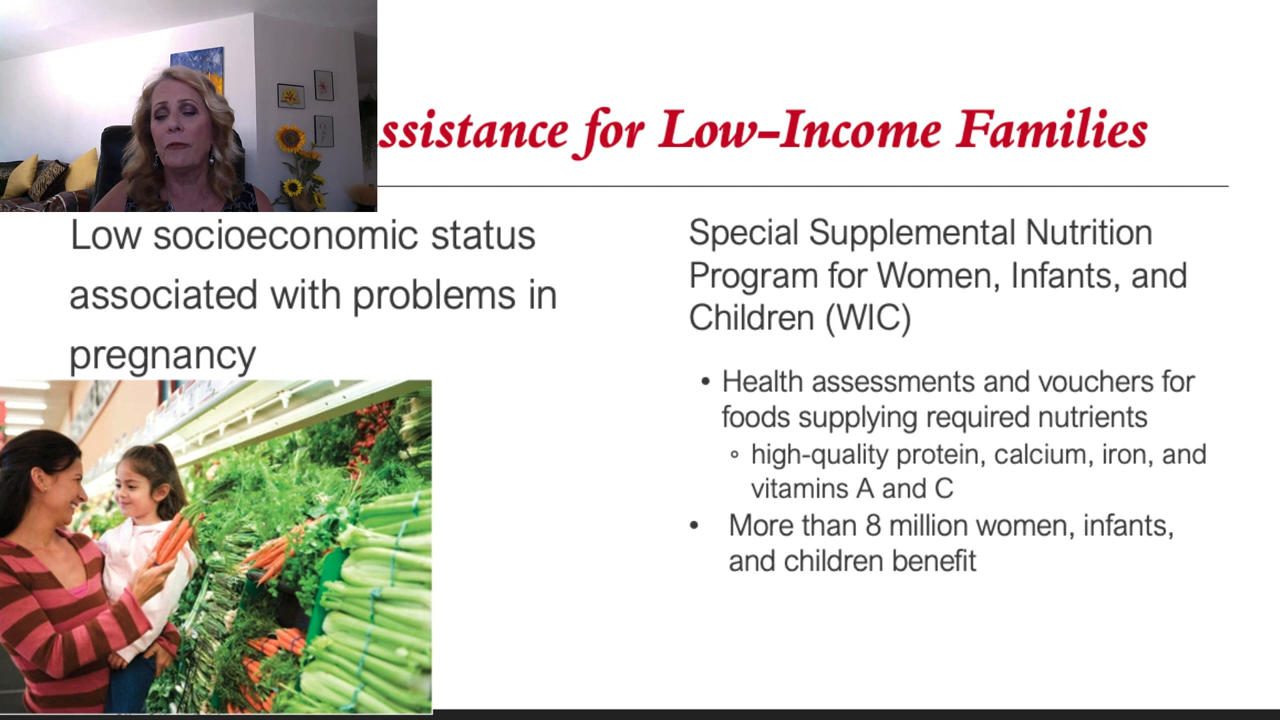 ssistance for Low-Income Families
Low socioeconomic status
associated with problems in
pregnancy
Special Supplemental Nutrition
Program for Women, Infants, and
Children (WIC)
• Health assessments and vouchers for
foods supplying required nutrients
◦ high-quality protein, calcium, iron, and
vitamins A and C
• More than 8 million women, infants,
and children benefit